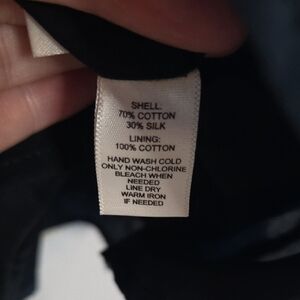 SHELL:
70% COTTON
30% SILK
LINING:
100% COTTON
HAND WASH COLD
ONLY NON-CHLORINE
BLEACH WHEN
NEEDED
LINE DRY
WARM IRON
IF NEEDED